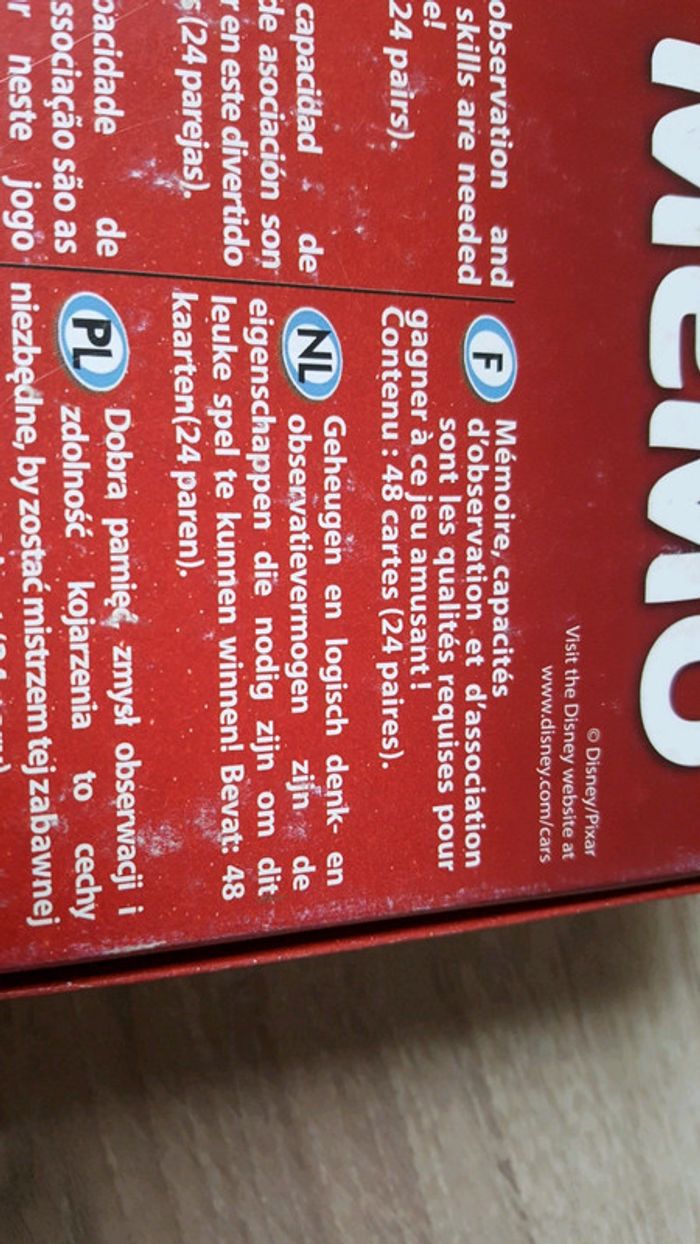 MEMO
© Disney/Pixar
Visit the Disney website at
www.disney.com/cars
observation and
skills are needed
e!
24 pairs).
capacidad de
de asociación son
r en este divertido
s (24 parejas).
pacidade de
ssociação são as
r neste jogo
F
Mémoire, capacités
d'observation et d'association
sont les qualités requises pour
gagner à ce jeu amusant !
Contenu : 48 cartes (24 paires).
NL
Geheugen en logisch denk- en
observatievermogen zijn de
eigenschappen die nodig zijn om dit
leuke spel te kunnen winnen! Bevat: 48
kaarten(24 paren).
PL
Dobra pamięć, zmysł obserwacji i
zdolność kojarzenia to cechy
niezbędne, by zostać mistrzem tej zabawnej